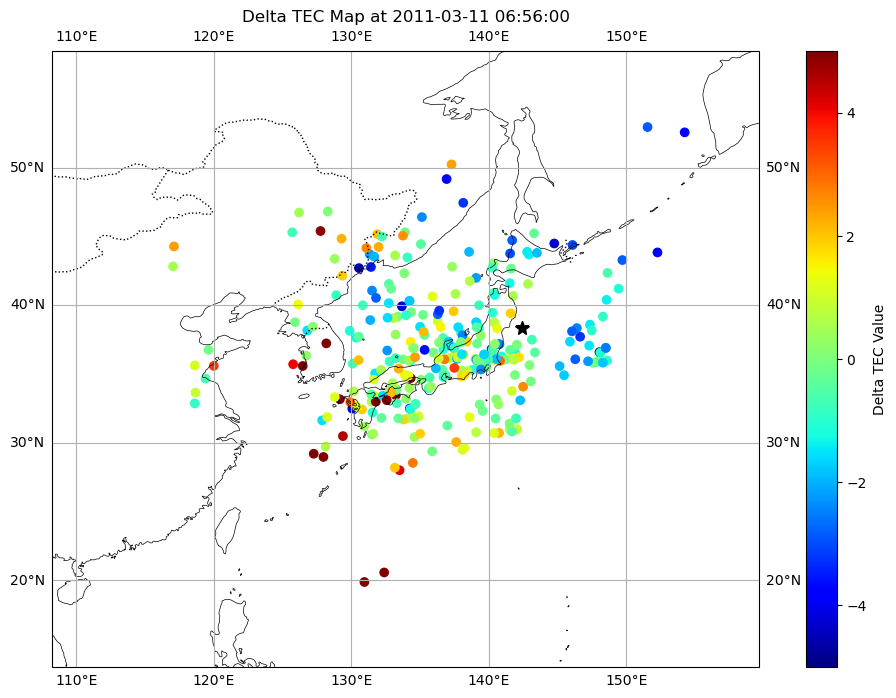 Delta TEC Map at 2011-03-11 06:56:00
110°E 120°E 130°E 140°E 150°E
50°N 50°N
40°N 40°N
30°N 30°N
20°N 20°N
110°E 120°E 130°E 140°E 150°E
4
2
0
−2
−4
Delta TEC Value